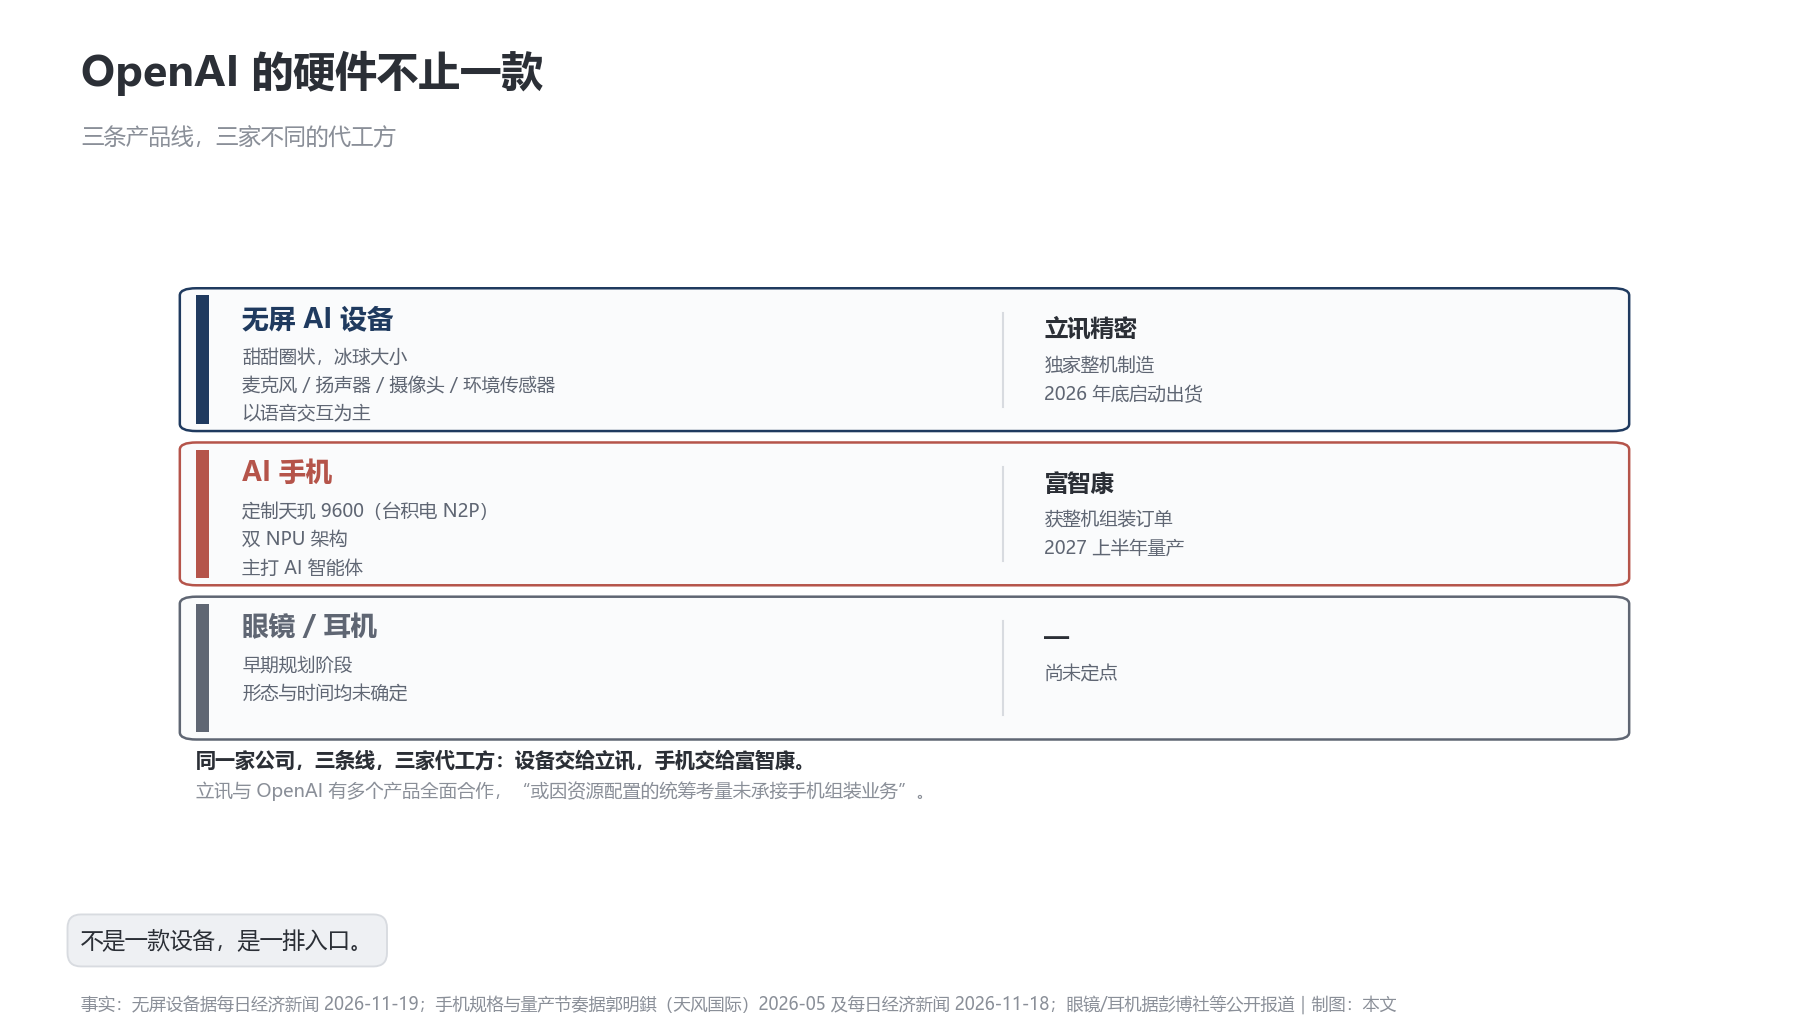 OpenAI 的硬件不止一款
三条产品线，三家不同的代工方
无屏 AI 设备
甜甜圈状，冰球大小
麦克风 / 扬声器 / 摄像头 / 环境传感器
以语音交互为主
立讯精密
独家整机制造
2026 年底启动出货
AI 手机
定制天玑 9600（台积电 N2P）
双 NPU 架构
主打 AI 智能体
富智康
获整机组装订单
2027 上半年量产
眼镜 / 耳机
早期规划阶段
形态与时间均未确定
—
尚未定点
同一家公司，三条线，三家代工方：设备交给立讯，手机交给富智康。
立讯与 OpenAI 有多个产品全面合作，“或因资源配置的统筹考量未承接手机组装业务”。
不是一款设备，是一排入口。
事实：无屏设备据每日经济新闻 2026-11-19；手机规格与量产节奏据郭明錤（天风国际）2026-05 及每日经济新闻 2026-11-18；眼镜/耳机据彭博社等公开报道 | 制图：本文